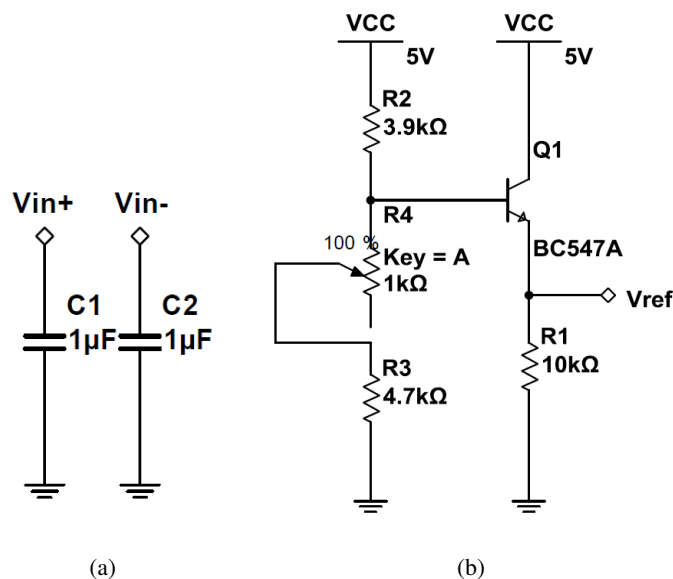 VCC
5V
R2
3.9kΩ
R4
100 %
Key = A
1kΩ
R3
4.7kΩ
VCC
5V
Q1
BC547A
Vref
R1
10kΩ
Vin+
Vin-
C1
1µF
C2
1µF
(a)
(b)